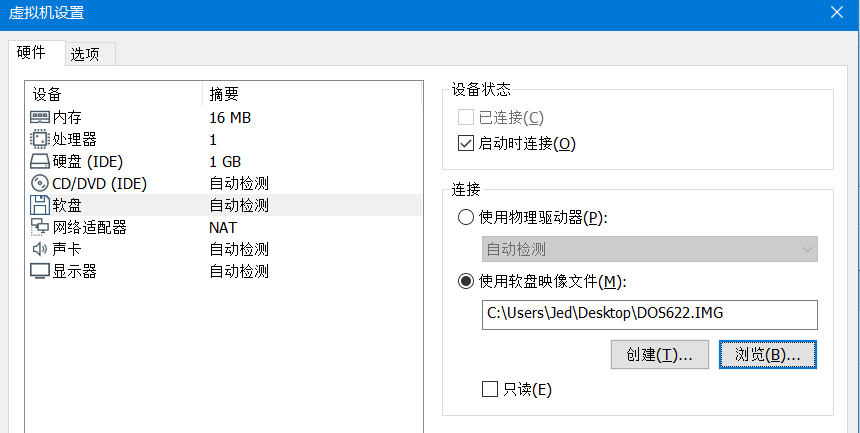 虚拟机设置
硬件 选项
设备 摘要
内存 16 MB
处理器 1
硬盘 (IDE) 1 GB
CD/DVD (IDE) 自动检测
软盘 自动检测
网络适配器 NAT
声卡 自动检测
显示器 自动检测
设备状态
已连接(C)
启动时连接(O)
连接
使用物理驱动器(P):
自动检测
使用软盘映像文件(M):
C:\Users\Jed\Desktop\DOS622.IMG
创建(T)... 浏览(B)...
只读(E)